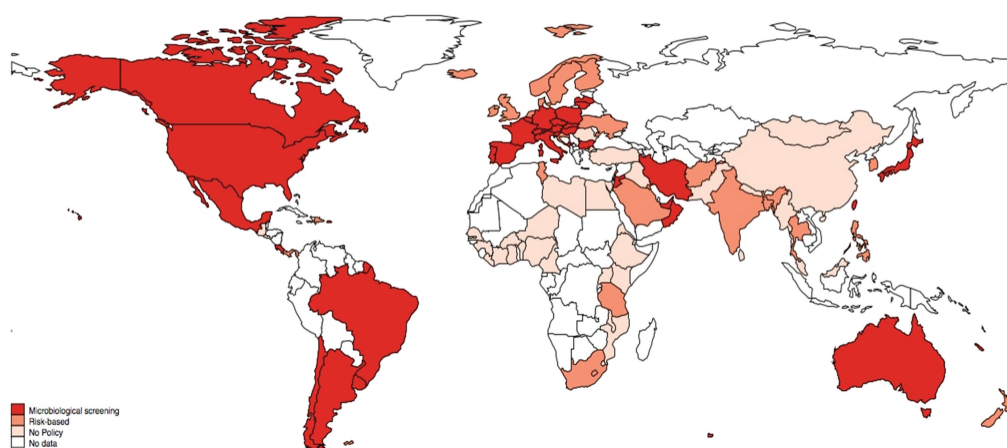 Microbiological screening
Risk-based
No Policy
No data